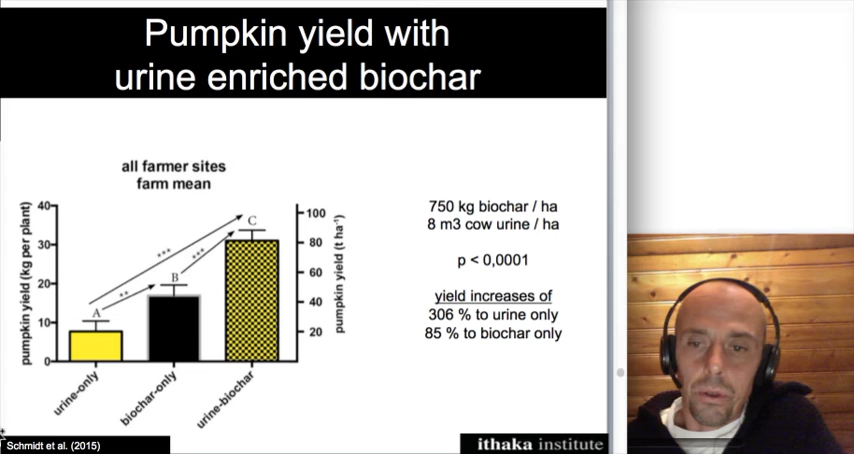 Pumpkin yield with
urine enriched biochar
all farmer sites
farm mean
pumpkin yield (kg per plant)
40
30
20
10
0
A
**
B
***
***
C
100
80
60
40
20
pumpkin yield (t ha⁻¹)
urine-only
biochar-only
urine-biochar
750 kg biochar / ha
8 m3 cow urine / ha
p < 0,0001
yield increases of
306 % to urine only
85 % to biochar only
Schmidt et al. (2015)
ithaka institute